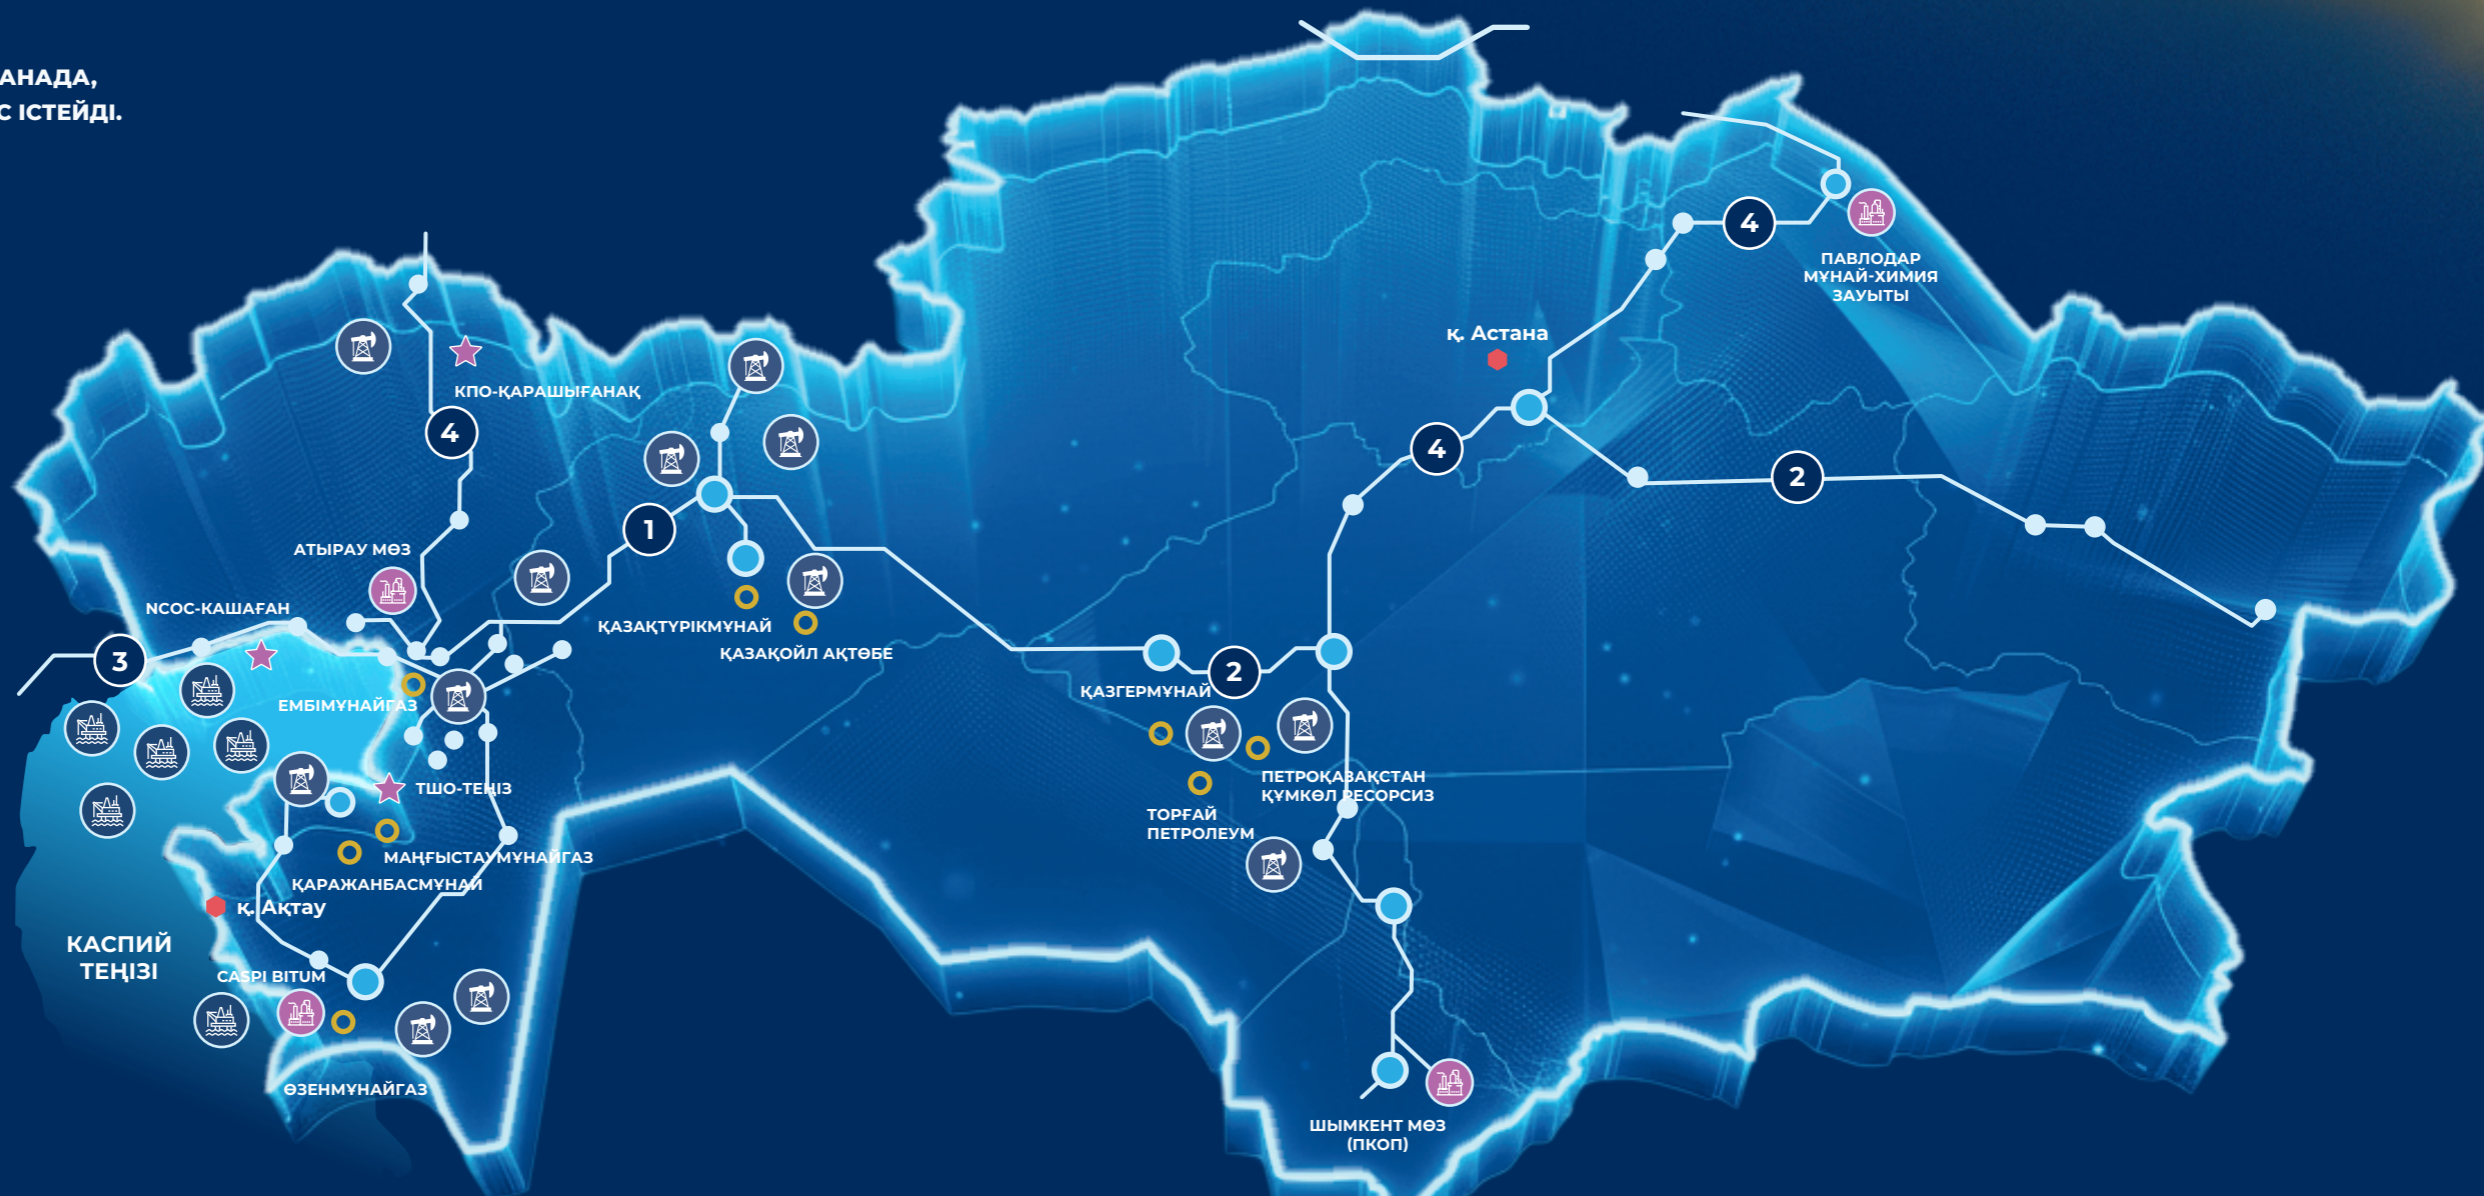 АНАДА,
С ІСТЕЙДІ.
4
ПАВЛОДАР
МҰНАЙ-ХИМИЯ
ЗАУЫТЫ
қ. Астана
КПО-ҚАРАШЫҒАНАҚ
4
4
2
1
АТЫРАУ МӨЗ
NCOC-КАШАҒАН
ҚАЗАҚТҮРІКМҰНАЙ
ҚАЗАҚОЙЛ АҚТӨБЕ
3
2
ҚАЗГЕРМҰНАЙ
ЕМБІМҰНАЙГАЗ
ТШО-ТЕҢІЗ
ПЕТРОҚАЗАҚСТАН
ҚҰМКӨЛ РЕСОРСИЗ
ТОРҒАЙ
ПЕТРОЛЕУМ
МАҢҒЫСТАУМҰНАЙГАЗ
ҚАРАЖАНБАСМҰНАЙ
қ. Ақтау
КАСПИЙ
ТЕҢІЗІ
CASPI BITUM
ӨЗЕНМҰНАЙГАЗ
ШЫМКЕНТ МӨЗ
(ПКОП)